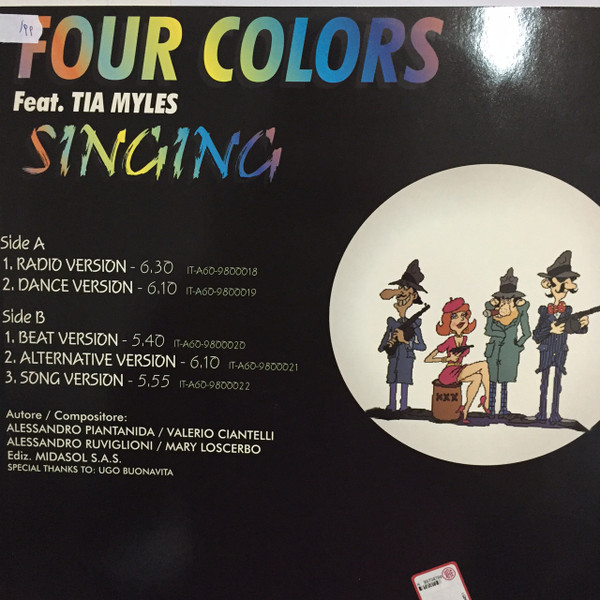 199
FOUR COLORS
Feat. TIA MYLES
SINGING
Side A
1. RADIO VERSION - 6.30 IT-A60-9800018
2. DANCE VERSION - 6.10 IT-A60-9800019
Side B
1. BEAT VERSION - 5.40 IT-A60-9800020
2. ALTERNATIVE VERSION - 6.10 IT-A60-9800021
3. SONG VERSION - 5.55 IT-A60-9800022
Autore / Compositore:
ALESSANDRO PIANTANIDA / VALERIO CIANTELLI
ALESSANDRO RUVIGLIONI / MARY LOSCERBO
Ediz. MIDASOL S.A.S.
SPECIAL THANKS TO: UGO BUONAVITA
XXX